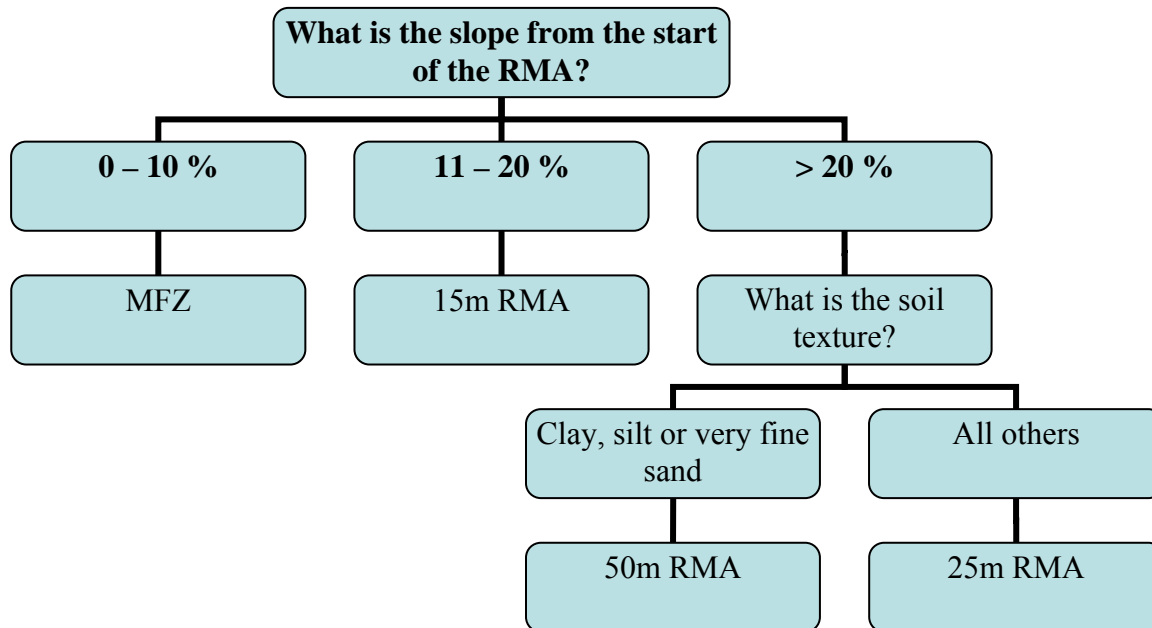 What is the slope from the start
of the RMA?
0 – 10 %
11 – 20 %
> 20 %
MFZ
15m RMA
What is the soil
texture?
Clay, silt or very fine
sand
All others
50m RMA
25m RMA